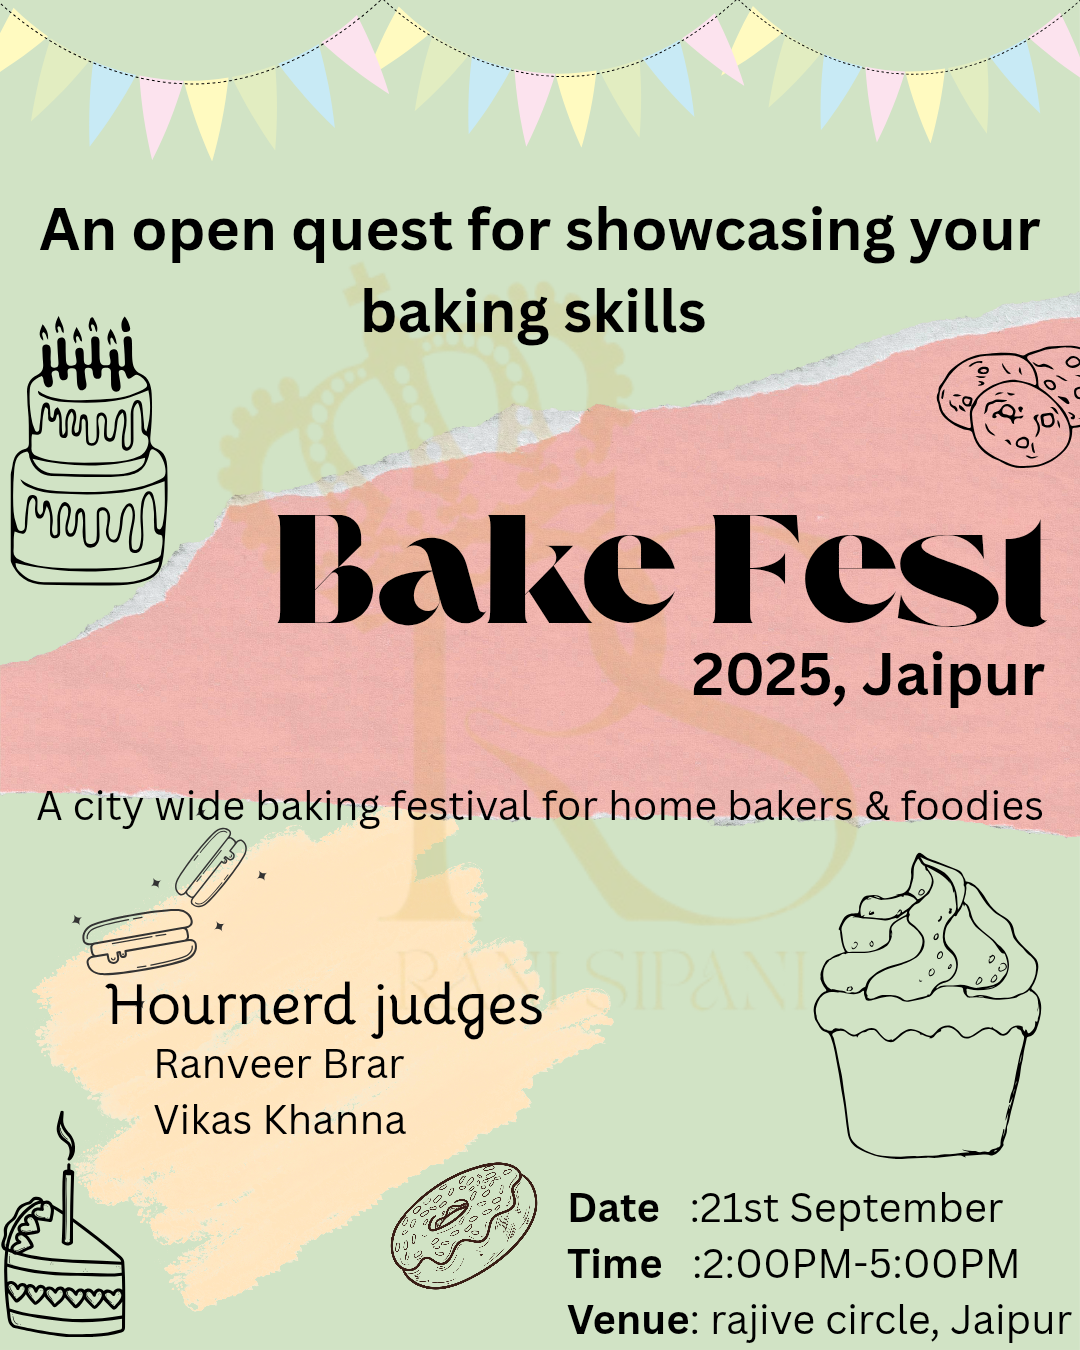 An open quest for showcasing your
baking skills
Bake Fest
2025, Jaipur
A city wide baking festival for home bakers & foodies
RANI SIPANI
Hournerd judges
Ranveer Brar
Vikas Khanna
Date :21st September
Time :2:00PM-5:00PM
Venue: rajive circle, Jaipur